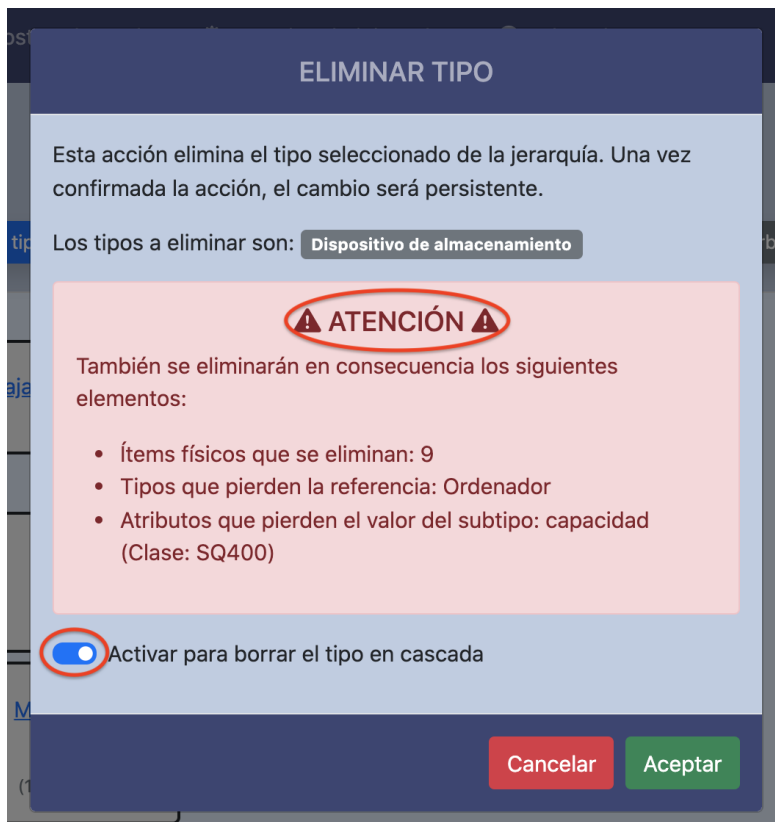 ELIMINAR TIPO
Esta acción elimina el tipo seleccionado de la jerarquía. Una vez
confirmada la acción, el cambio será persistente.
Los tipos a eliminar son: Dispositivo de almacenamiento
ATENCIÓN
También se eliminarán en consecuencia los siguientes
elementos:
• Ítems físicos que se eliminan: 9
• Tipos que pierden la referencia: Ordenador
• Atributos que pierden el valor del subtipo: capacidad
(Clase: SQ400)
Activar para borrar el tipo en cascada
Cancelar
Aceptar